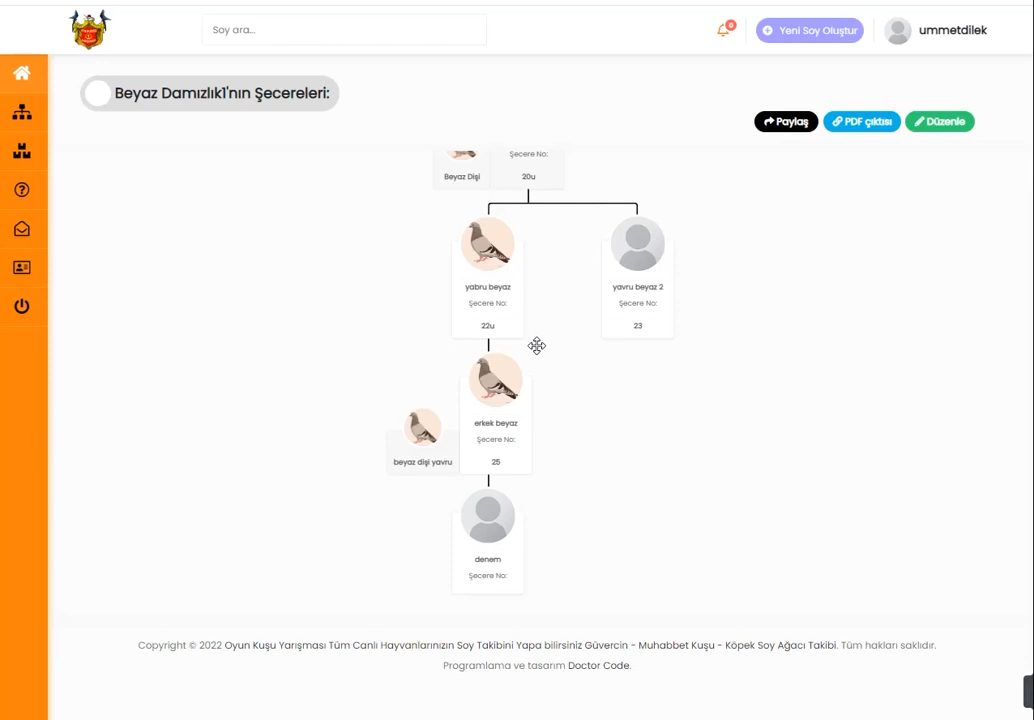 Soy ara...
0
Yeni Soy Oluştur
ummetdilek
Beyaz Damızlık1'nın Şecereleri:
Paylaş
PDF çıktısı
Düzenle
Şecere No:
Beyaz Dişi
20u
yabru beyaz
Şecere No:
22u
yavru beyaz 2
Şecere No:
23
erkek beyaz
Şecere No:
beyaz dişi yavru
25
denem
Şecere No:
Copyright © 2022 Oyun Kuşu Yarışması Tüm Canlı Hayvanlarınızın Soy Takibini Yapa bilirsiniz Güvercin - Muhabbet Kuşu - Köpek Soy Ağacı Takibi. Tüm hakları saklıdır.
Programlama ve tasarım Doctor Code.